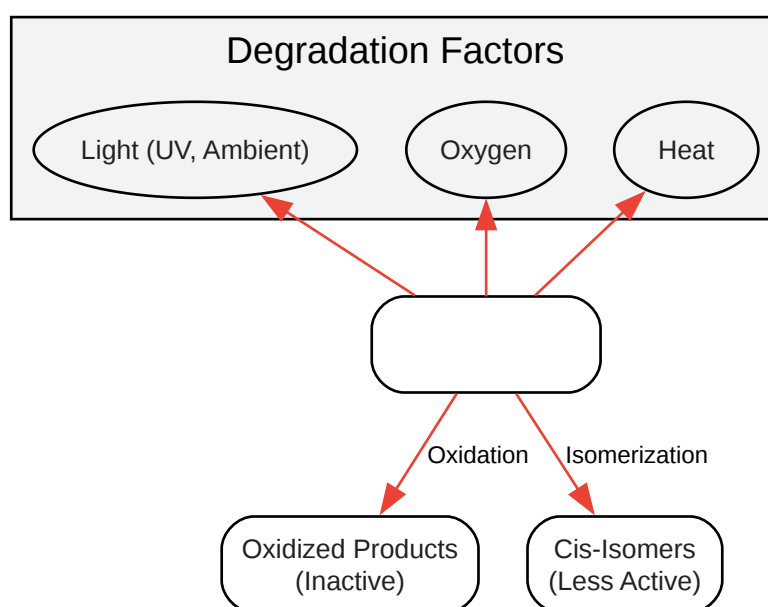 Degradation Factors
Light (UV, Ambient)
Oxygen
Heat
Oxidation
Isomerization
Oxidized Products
(Inactive)
Cis-Isomers
(Less Active)